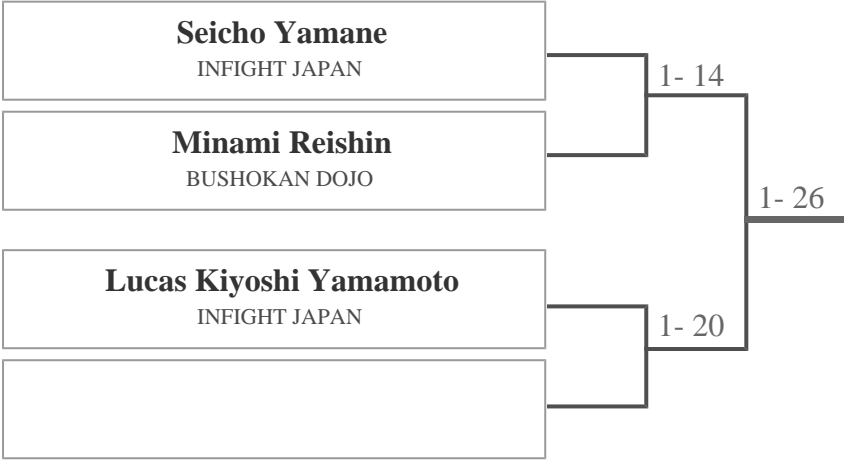 Seicho Yamane
INFIGHT JAPAN
1- 14
Minami Reishin
BUSHOKAN DOJO
1- 26
Lucas Kiyoshi Yamamoto
INFIGHT JAPAN
1- 20